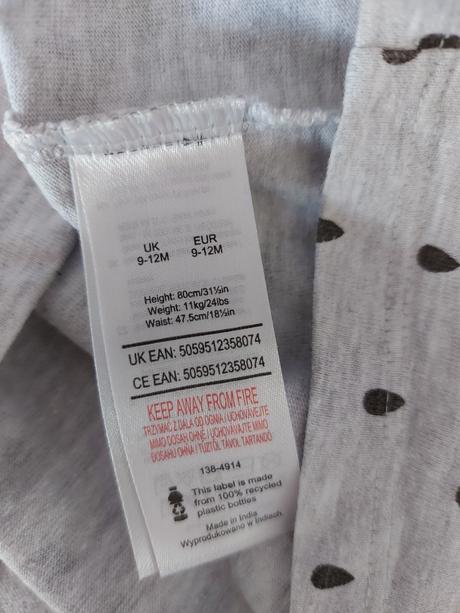 UK EUR
9-12M 9-12M
Height: 80cm/31½in
Weight: 11kg/24lbs
Waist: 47.5cm/18½in
UK EAN: 5059512358074
CE EAN: 5059512358074
KEEP AWAY FROM FIRE
TRZYMAĆ Z DALA OD OGNIA / UCHOVÁVEJTE
MIMO DOSAH OHNĚ / UCHOVÁVAJTE MIMO
DOSAHU OHŇA / TŰZTŐL TÁVOL TARTANDÓ
138-4914
This label is made
from 100% recycled
plastic bottles
Made in India
Wyprodukowano w Indiach.